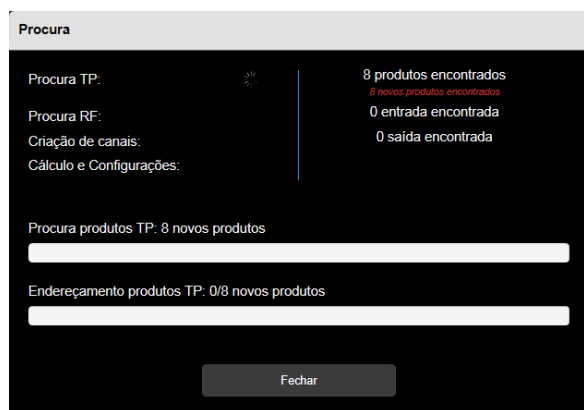 Procura
Procura TP:
Procura RF:
Criação de canais:
Cálculo e Configurações:
8 produtos encontrados
8 novos produtos encontrados
0 entrada encontrada
0 saída encontrada
Procura produtos TP: 8 novos produtos
Endereçamento produtos TP: 0/8 novos produtos
Fechar